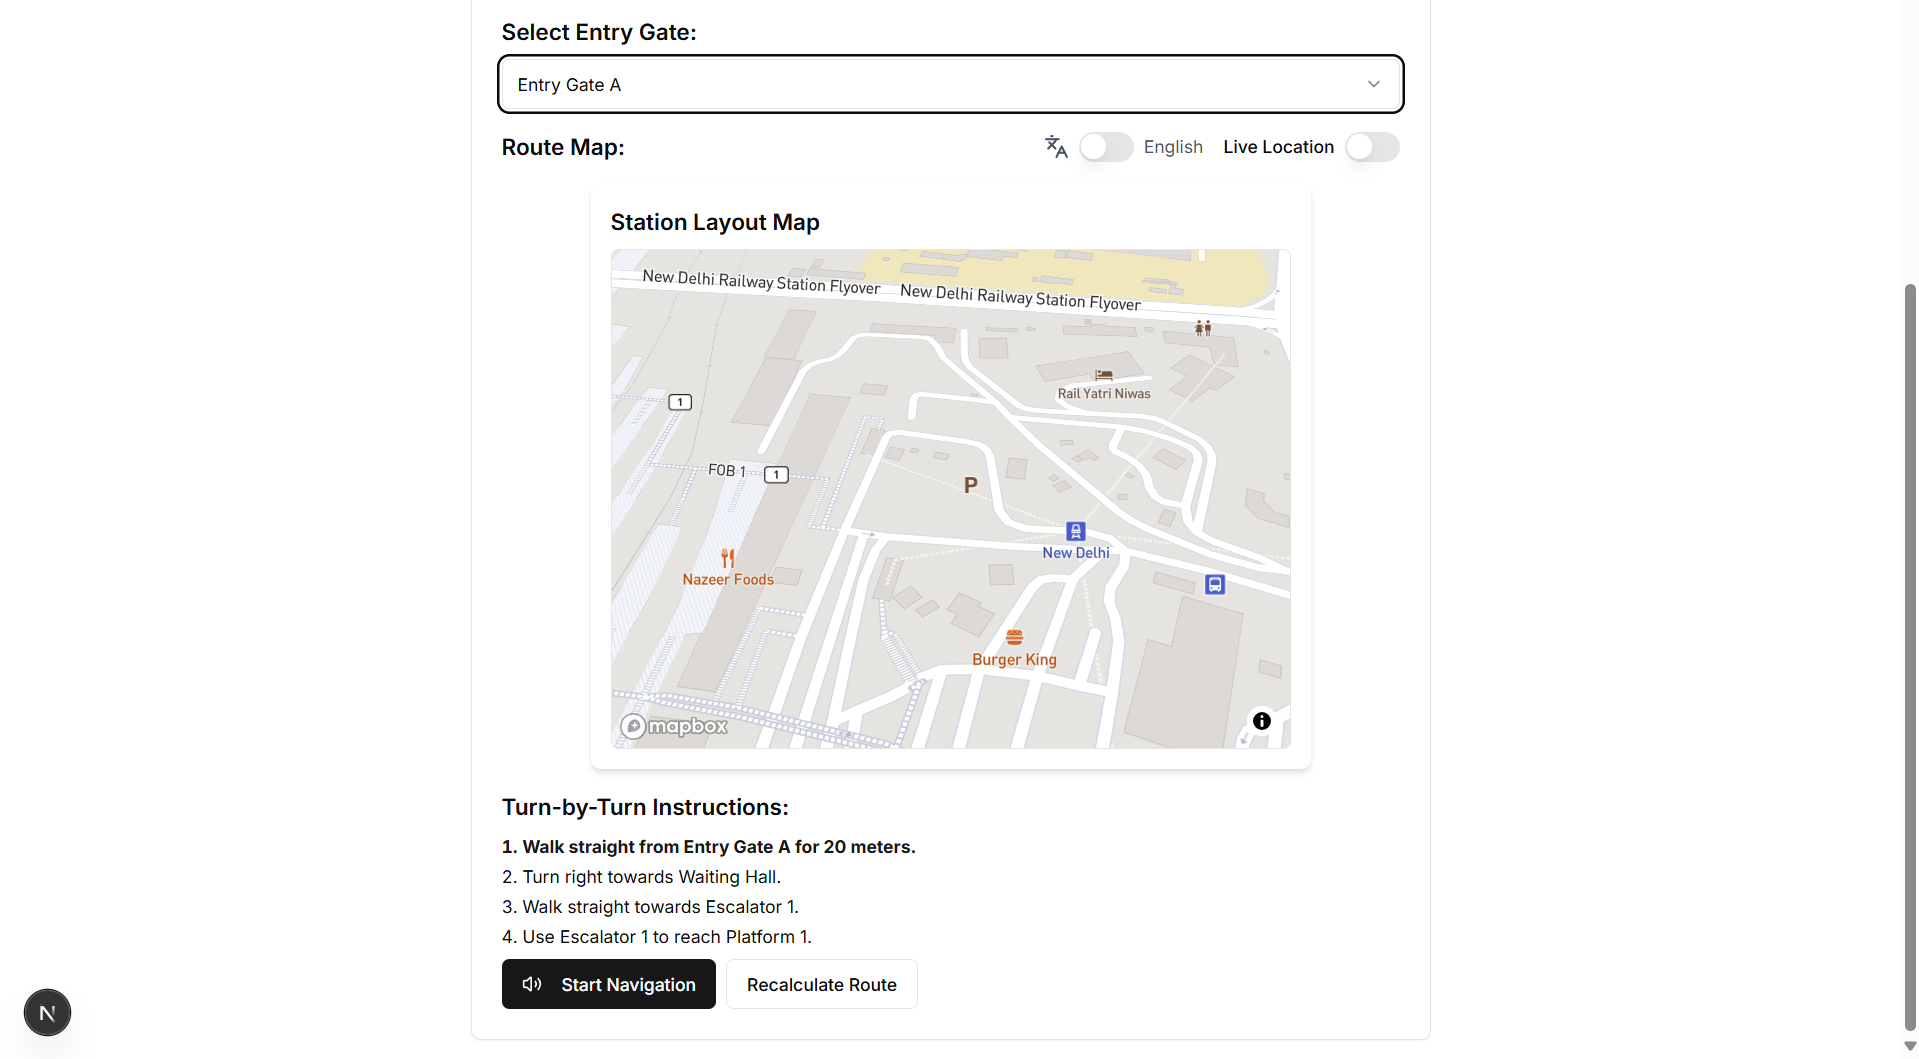 Select Entry Gate:
Entry Gate A
Route Map:
English
Live Location
Station Layout Map
New Delhi Railway Station Flyover
New Delhi Railway Station Flyover
Rail Yatri Niwas
1
FOB 1
1
P
New Delhi
Nazeer Foods
Burger King
mapbox
Turn-by-Turn Instructions:
1. Walk straight from Entry Gate A for 20 meters.
2. Turn right towards Waiting Hall.
3. Walk straight towards Escalator 1.
4. Use Escalator 1 to reach Platform 1.
Start Navigation
Recalculate Route
N